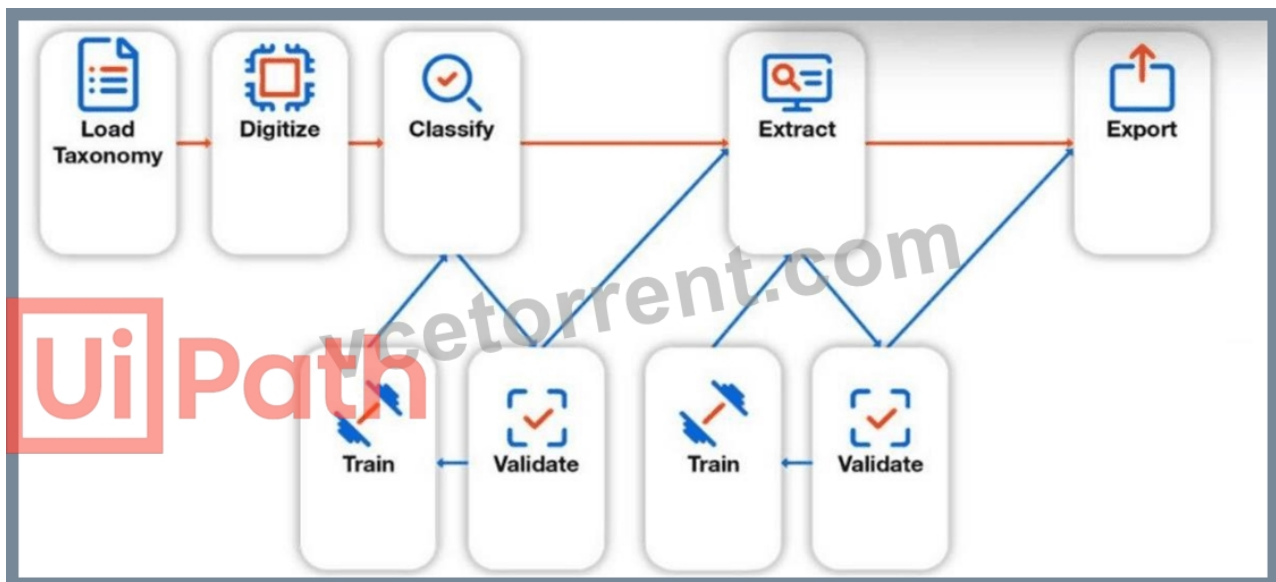 Load
Taxonomy
Digitize
Classify
Extract
Export
vcetorrent.com
UiPath
Train
Validate
Train
Validate